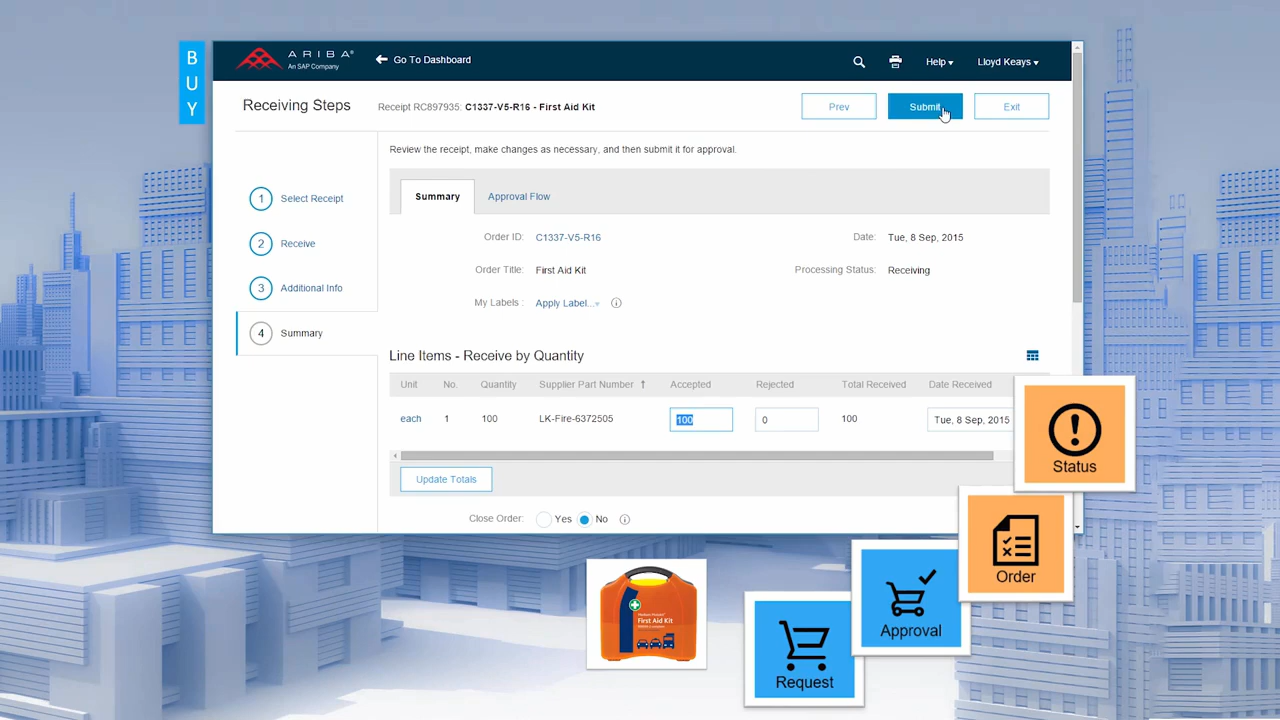 B
U
Y
ARIBA®
An SAP Company
Go To Dashboard
Help
Lloyd Keays
Receiving Steps
Receipt RC897935: C1337-V5-R16 - First Aid Kit
Prev
Submit
Exit
Review the receipt, make changes as necessary, and then submit it for approval.
1 Select Receipt
2 Receive
3 Additional Info
4 Summary
Summary
Approval Flow
Order ID: C1337-V5-R16
Date: Tue, 8 Sep, 2015
Order Title: First Aid Kit
Processing Status: Receiving
My Labels : Apply Label...
Line Items - Receive by Quantity
Unit No. Quantity Supplier Part Number ↑ Accepted Rejected Total Received Date Received
each 1 100 LK-Fire-6372505 100 0 100 Tue, 8 Sep, 2015
Update Totals
Close Order: Yes No
Status
Order
Approval
Request
First Aid Kit